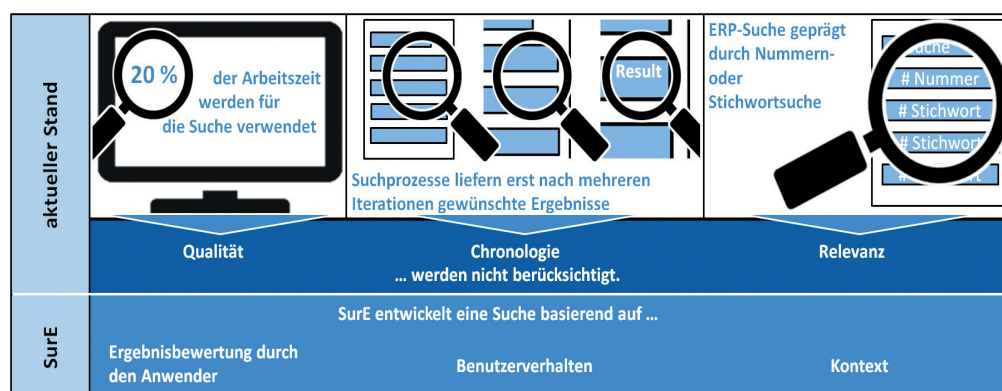 aktueller Stand
20 %
der Arbeitszeit
werden für
die Suche verwendet
Result
Suchprozesse liefern erst nach mehreren
Iterationen gewünschte Ergebnisse
ERP-Suche geprägt
durch Nummern-
oder
Stichwortsuche
Suche
# Nummer
# Stichwort
# Stichwort
Qualität
Chronologie
Relevanz
... werden nicht berücksichtigt.
SurE
SurE entwickelt eine Suche basierend auf ...
Ergebnisbewertung durch
den Anwender
Benutzerverhalten
Kontext